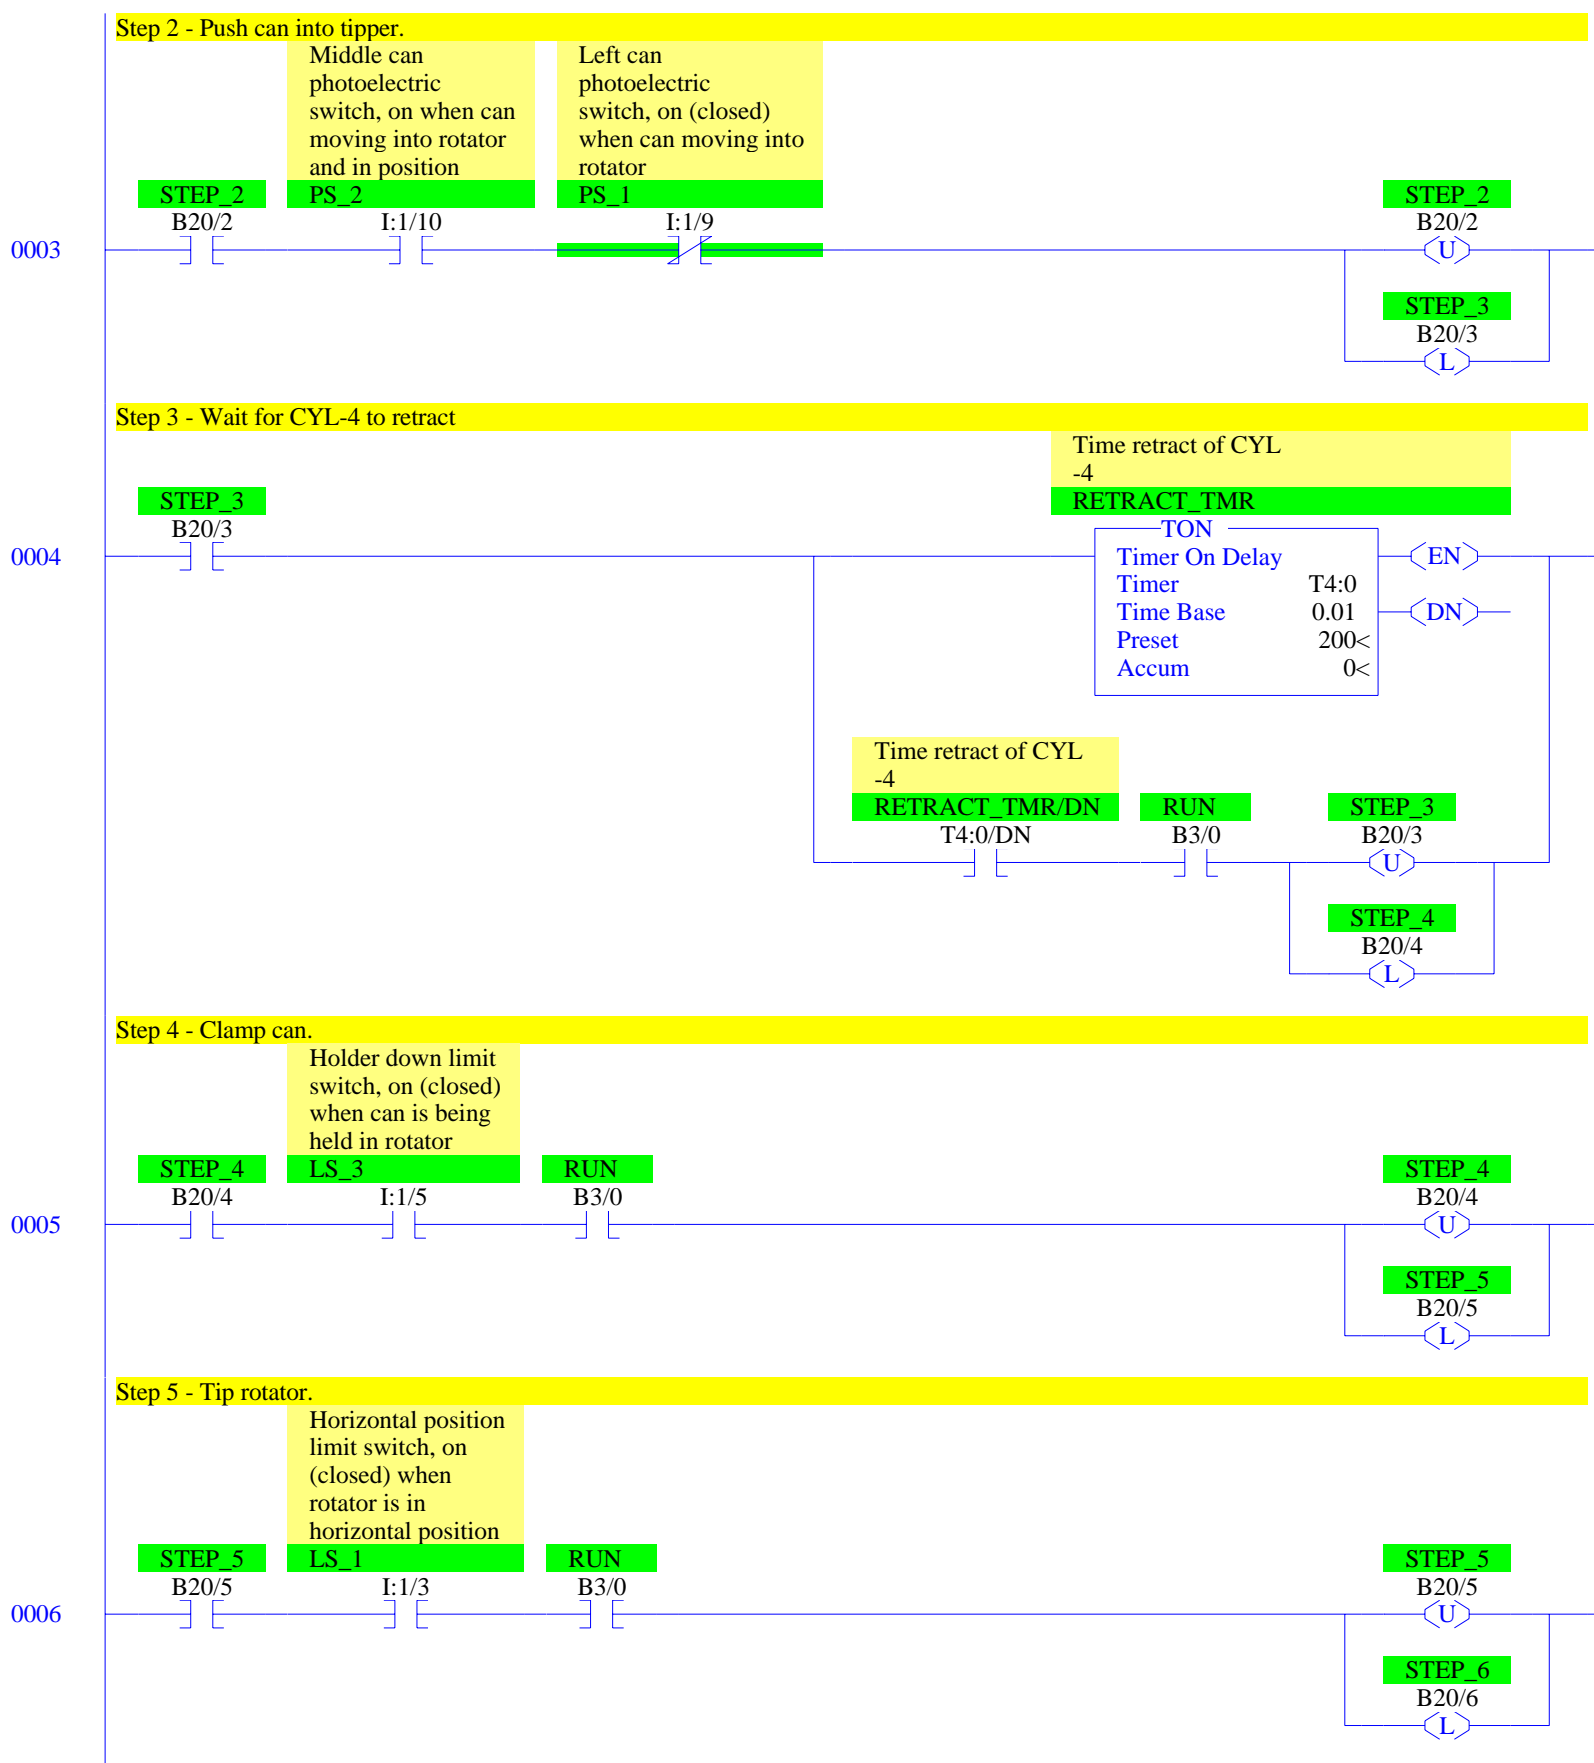 Step 2 - Push can into tipper.
Middle can
photoelectric
switch, on when can
moving into rotator
and in position
Left can
photoelectric
switch, on (closed)
when can moving into
rotator
STEP_2
PS_2
PS_1
STEP_2
B20/2
I:1/10
I:1/9
B20/2
0003
U
STEP_3
B20/3
L
Step 3 - Wait for CYL-4 to retract
Time retract of CYL
-4
STEP_3
RETRACT_TMR
B20/3
TON
0004
Timer On Delay
EN
Timer T4:0
Time Base 0.01
DN
Preset 200<
Accum 0<
Time retract of CYL
-4
RETRACT_TMR/DN
RUN
STEP_3
T4:0/DN
B3/0
B20/3
U
STEP_4
B20/4
L
Step 4 - Clamp can.
Holder down limit
switch, on (closed)
when can is being
held in rotator
STEP_4
LS_3
RUN
STEP_4
B20/4
I:1/5
B3/0
B20/4
0005
U
STEP_5
B20/5
L
Step 5 - Tip rotator.
Horizontal position
limit switch, on
(closed) when
rotator is in
horizontal position
STEP_5
LS_1
RUN
STEP_5
B20/5
I:1/3
B3/0
B20/5
0006
U
STEP_6
B20/6
L